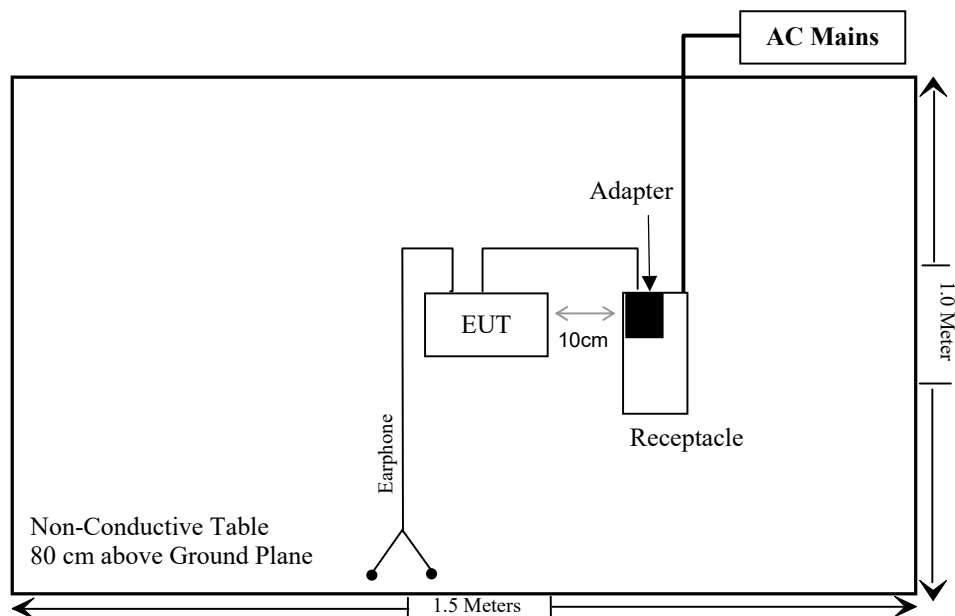 AC Mains
Adapter
EUT
10cm
1.0 Meter
Receptacle
Earphone
Non-Conductive Table
80 cm above Ground Plane
1.5 Meters